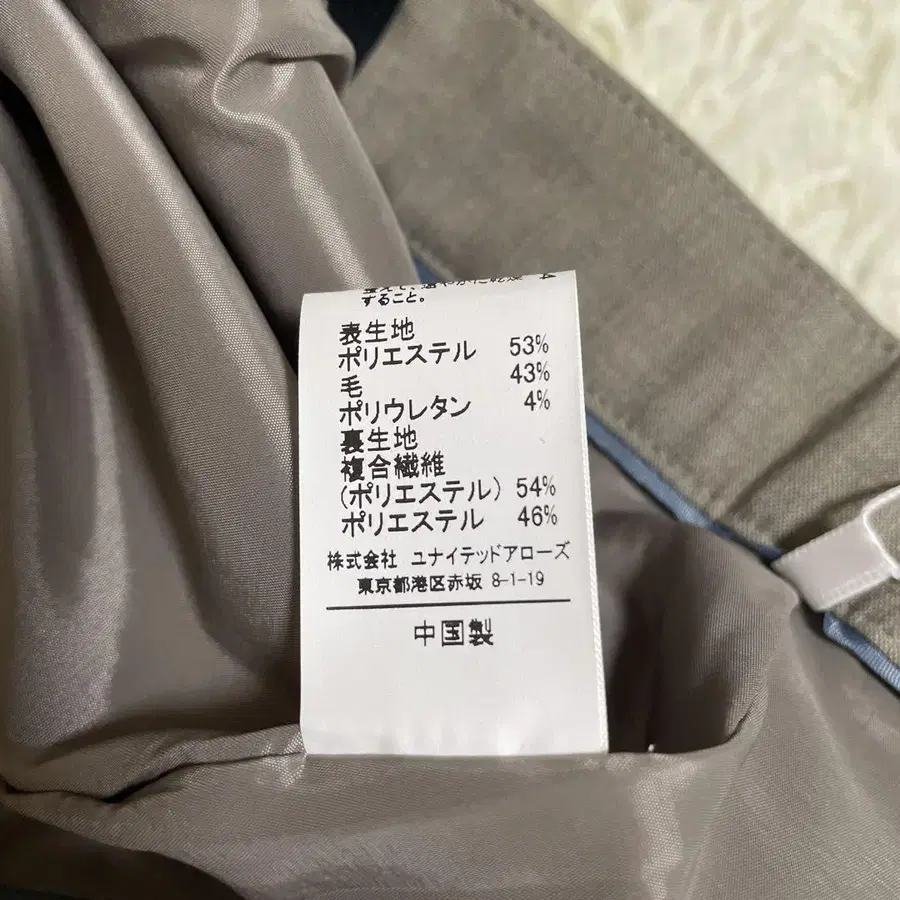 すること。
表生地
ポリエステル 53%
毛 43%
ポリウレタン 4%
裏生地
複合繊維
(ポリエステル) 54%
ポリエステル 46%
株式会社 ユナイテッドアローズ
東京都港区赤坂 8-1-19
中国製